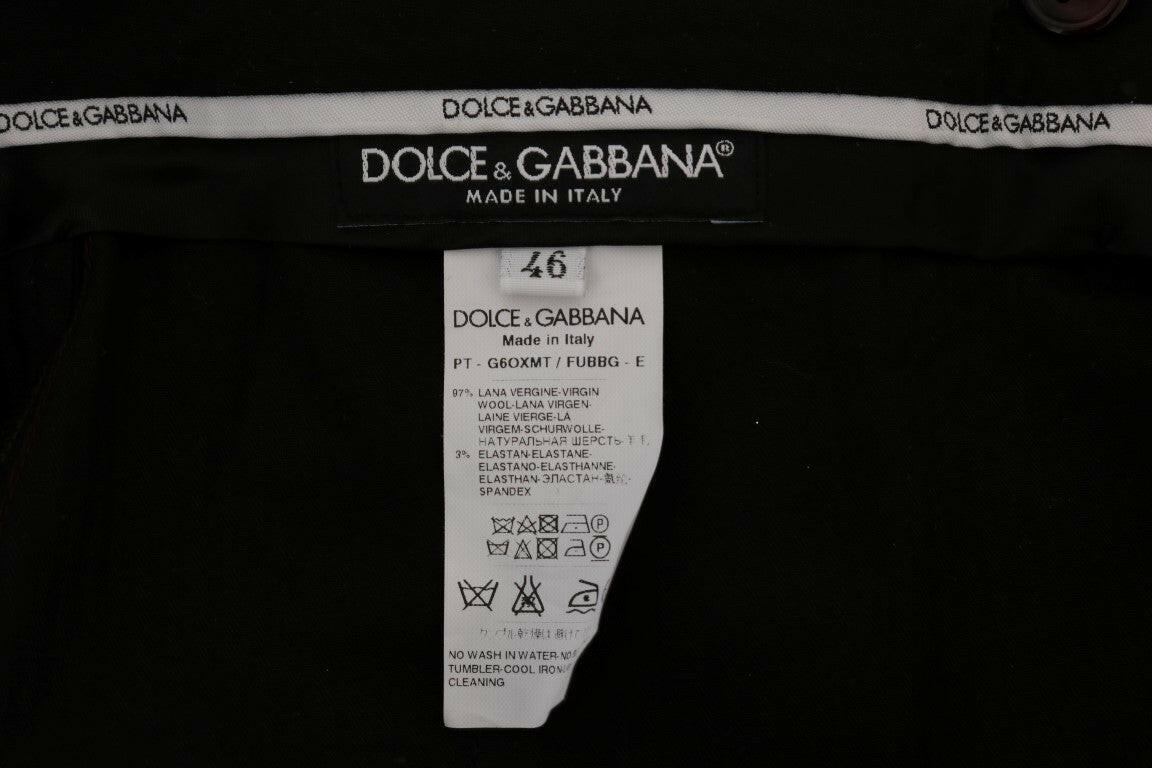 DOLCE&GABBANA DOLCE&GABBANA DOLCE&GABBANA
DOLCE&GABBANA®
MADE IN ITALY
46
DOLCE&GABBANA
Made in Italy
PT - G6OXMT / FUBBG - E
97% LANA VERGINE-VIRGIN
WOOL-LANA VIRGEN-
LAINE VIERGE-LÀ
VIRGEM-SCHURWOLLE-
НАТУРАЛЬНАЯ ШЕРСТЬ-
3% ELASTAN-ELASTANE-
ELASTANO-ELASTHANNE-
ELASTHAN-ЭЛАСТАН-
SPANDEX
P
P
NO WASH IN WATER-NO
TUMBLER-COOL IRON
CLEANING